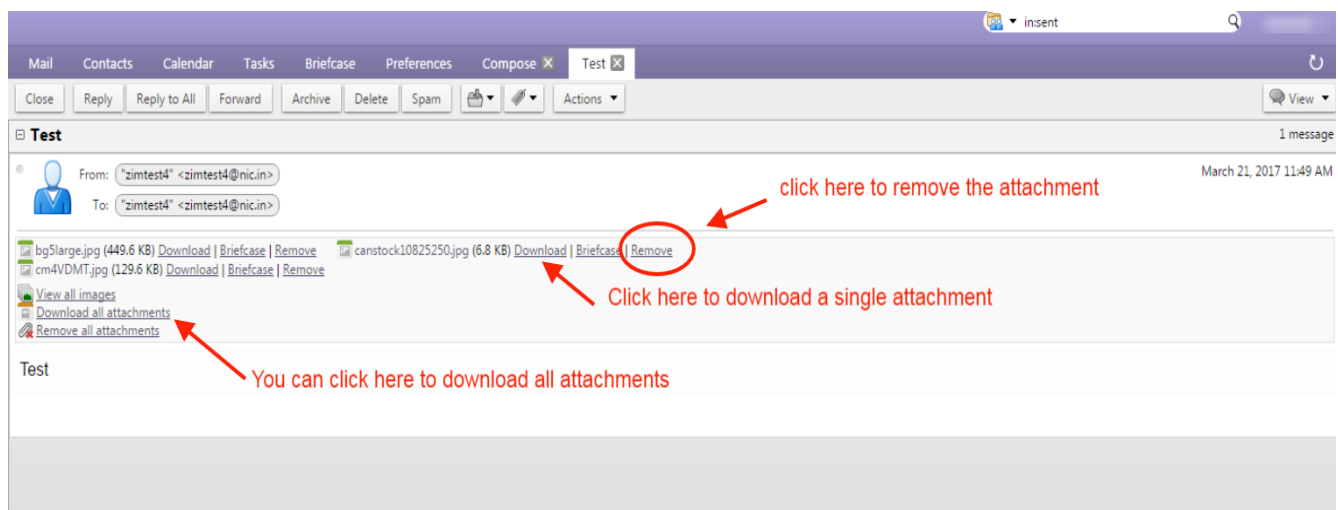 in:sent
Mail Contacts Calendar Tasks Briefcase Preferences Compose Test
Close Reply Reply to All Forward Archive Delete Spam Actions View
Test 1 message
From: "zimtest4" <zimtest4@nic.in> March 21, 2017 11:49 AM
click here to remove the attachment
To: "zimtest4" <zimtest4@nic.in>
bg5large.jpg (449.6 KB) Download | Briefcase | Remove canstock10825250.jpg (6.8 KB) Download | Briefcase | Remove
cm4VDMT.jpg (129.6 KB) Download | Briefcase | Remove
View all images
Click here to download a single attachment
Download all attachments
Remove all attachments
Test
You can click here to download all attachments